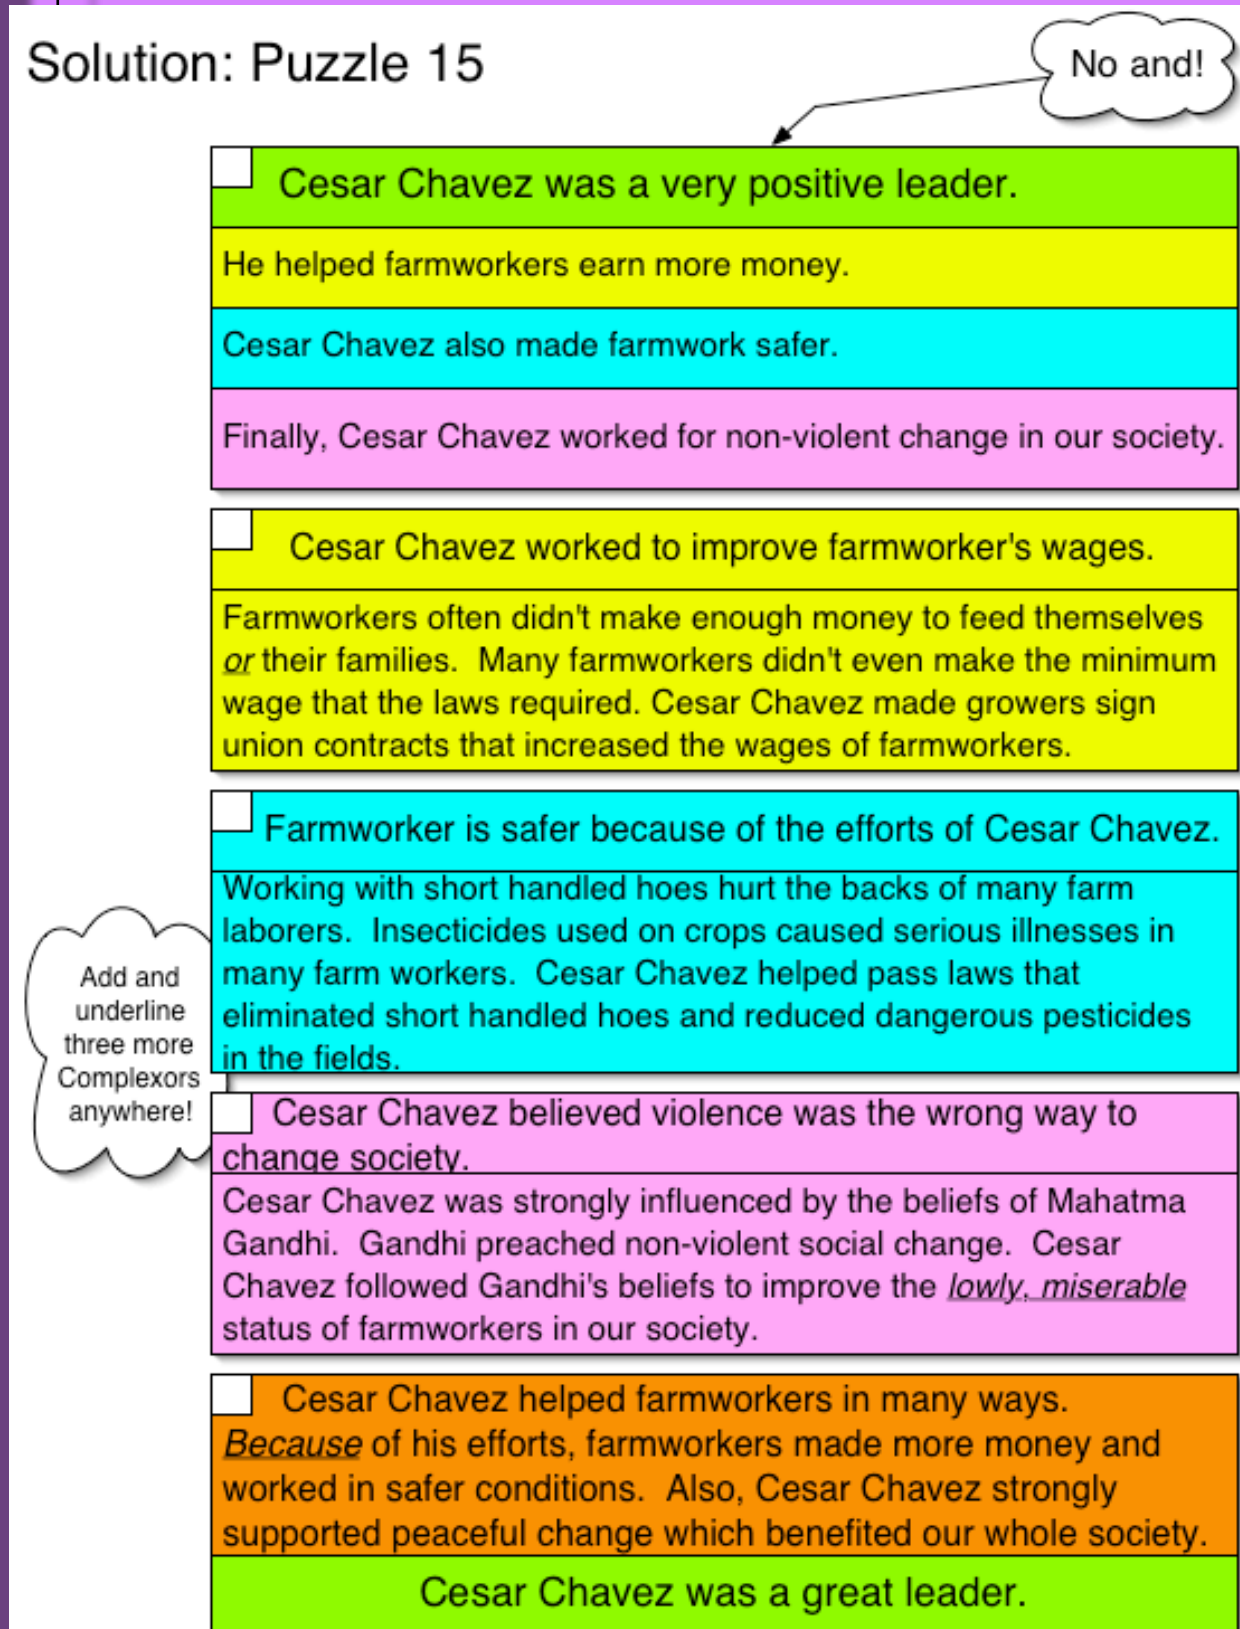 Solution: Puzzle 15
No and!
Cesar Chavez was a very positive leader.
He helped farmworkers earn more money.
Cesar Chavez also made farmwork safer.
Finally, Cesar Chavez worked for non-violent change in our society.
Cesar Chavez worked to improve farmworker's wages.
Farmworkers often didn't make enough money to feed themselves
or their families.  Many farmworkers didn't even make the minimum
wage that the laws required. Cesar Chavez made growers sign
union contracts that increased the wages of farmworkers.
Farmworker is safer because of the efforts of Cesar Chavez.
Working with short handled hoes hurt the backs of many farm
laborers.  Insecticides used on crops caused serious illnesses in
many farm workers.  Cesar Chavez helped pass laws that
eliminated short handled hoes and reduced dangerous pesticides
in the fields.
Add and
underline
three more
Complexors
anywhere!
Cesar Chavez believed violence was the wrong way to
change society.
Cesar Chavez was strongly influenced by the beliefs of Mahatma
Gandhi.  Gandhi preached non-violent social change.  Cesar
Chavez followed Gandhi's beliefs to improve the lowly, miserable
status of farmworkers in our society.
Cesar Chavez helped farmworkers in many ways.
Because of his efforts, farmworkers made more money and
worked in safer conditions.  Also, Cesar Chavez strongly
supported peaceful change which benefited our whole society.
Cesar Chavez was a great leader.